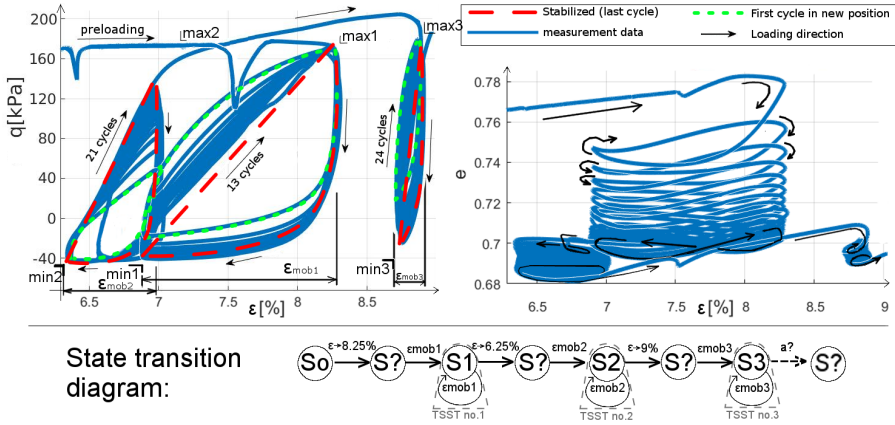 200
160
120
80
40
0
-40
q[kPa]
preloading
⌊max2
⌊max1
⌊max3
21 cycles
13 cycles
24 cycles
min2
min1
min3
εmob2
εmob1
εmob3
6.5
7
7.5
8
8.5
ε[%]
Stabilized (last cycle)
First cycle in new position
measurement data
Loading direction
0.78
0.76
0.74
0.72
0.7
0.68
e
6.5
7
7.5
8
8.5
9
ε[%]
State transition
diagram:
So
ε→8.25%
S?
εmob1
S1
ε→6.25%
S?
εmob2
S2
ε→9%
S?
εmob3
S3
a?
S?
εmob1
εmob2
εmob3
TSST no.1
TSST no.2
TSST no.3